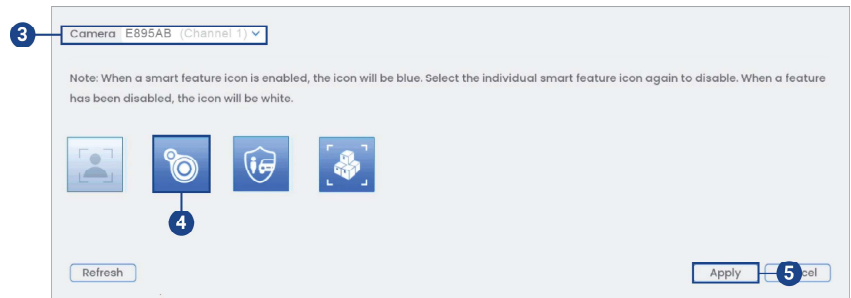 3
Camera E895AB (Channel 1)
Note: When a smart feature icon is enabled, the icon will be blue. Select the individual smart feature icon again to disable. When a feature
has been disabled, the icon will be white.
4
Refresh
Apply
5
cel